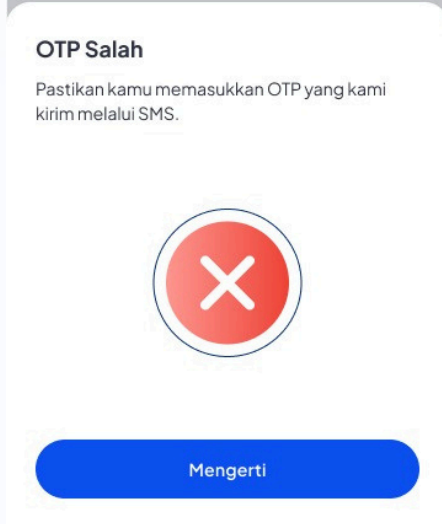 OTP Salah
Pastikan kamu memasukkan OTP yang kami
kirim melalui SMS.
Mengerti